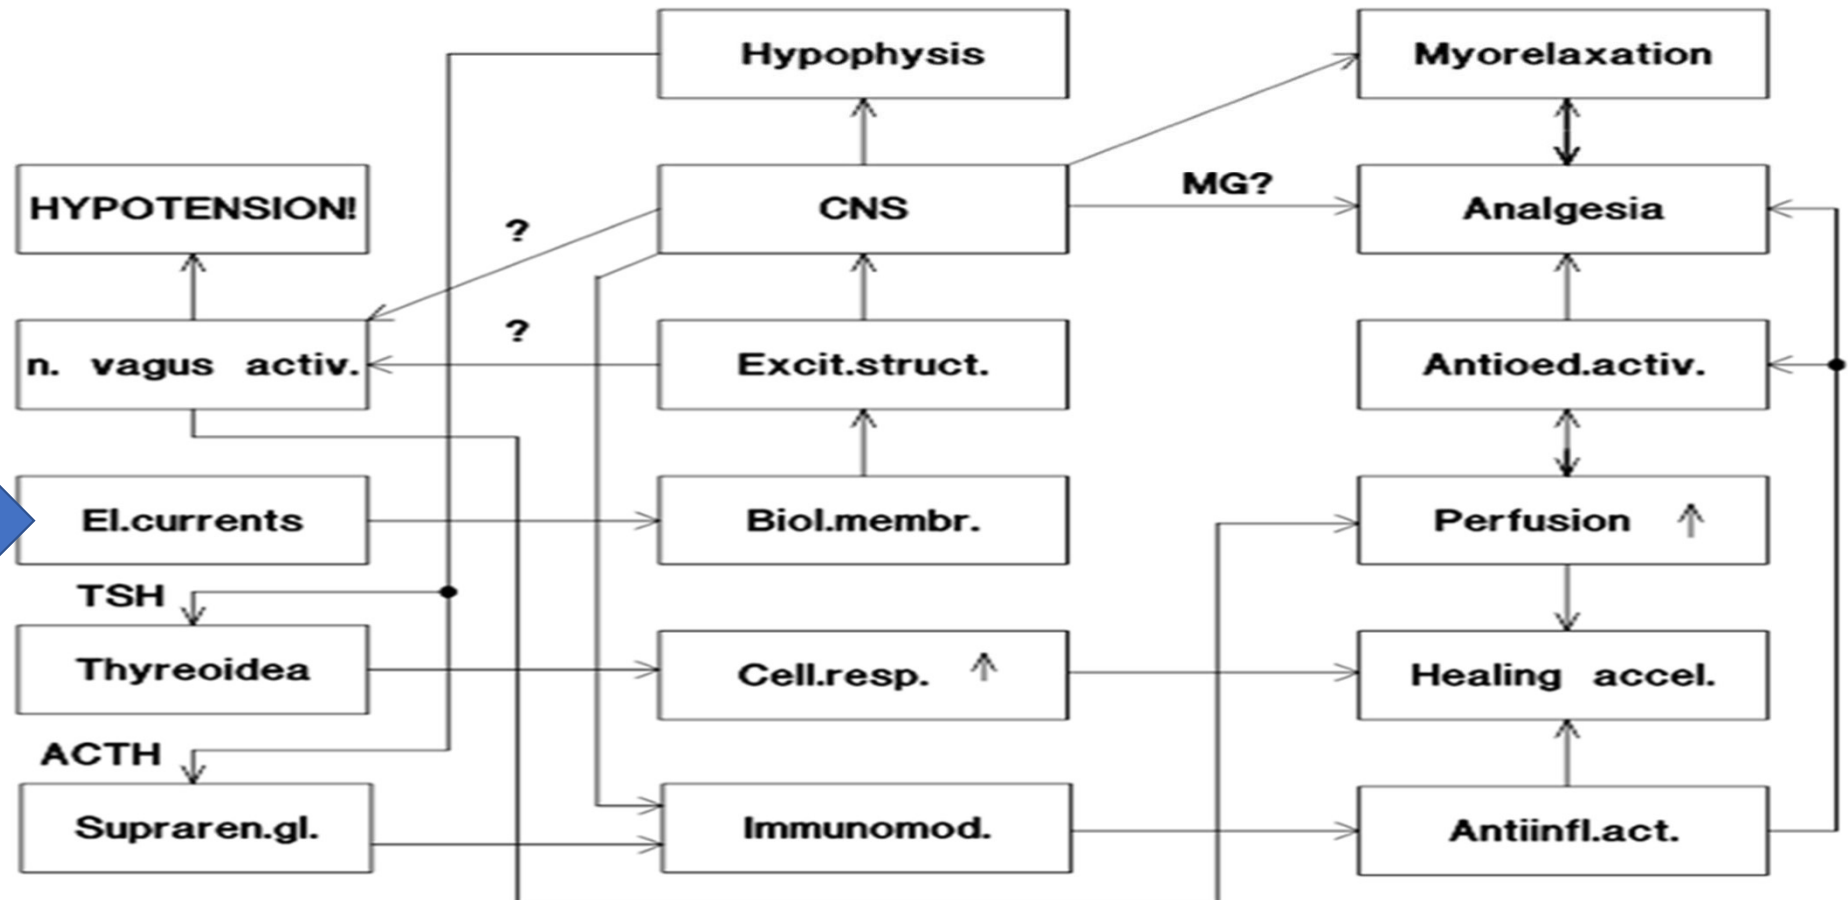 Hypophysis
Myorelaxation
HYPOTENSION!
?
CNS
MG?
Analgesia
n. vagus activ.
?
Excit.struct.
Antioed.activ.
El.currents
Biol.membr.
Perfusion ↑
TSH
Thyreoidea
Cell.resp. ↑
Healing accel.
ACTH
Supraren.gl.
Immunomod.
Antiinfl.act.